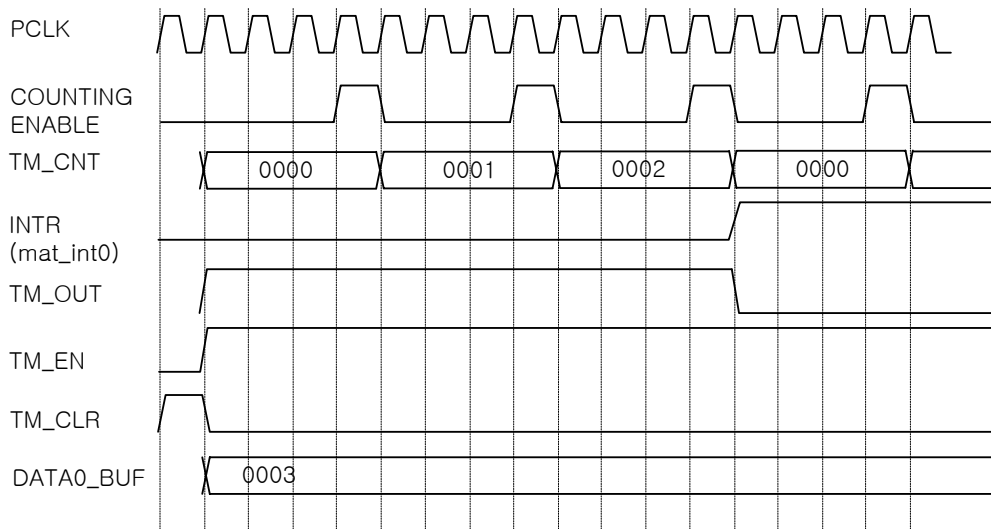 PCLK
COUNTING
ENABLE
TM_CNT 0000 0001 0002 0000
INTR
(mat_int0)
TM_OUT
TM_EN
TM_CLR
DATA0_BUF 0003